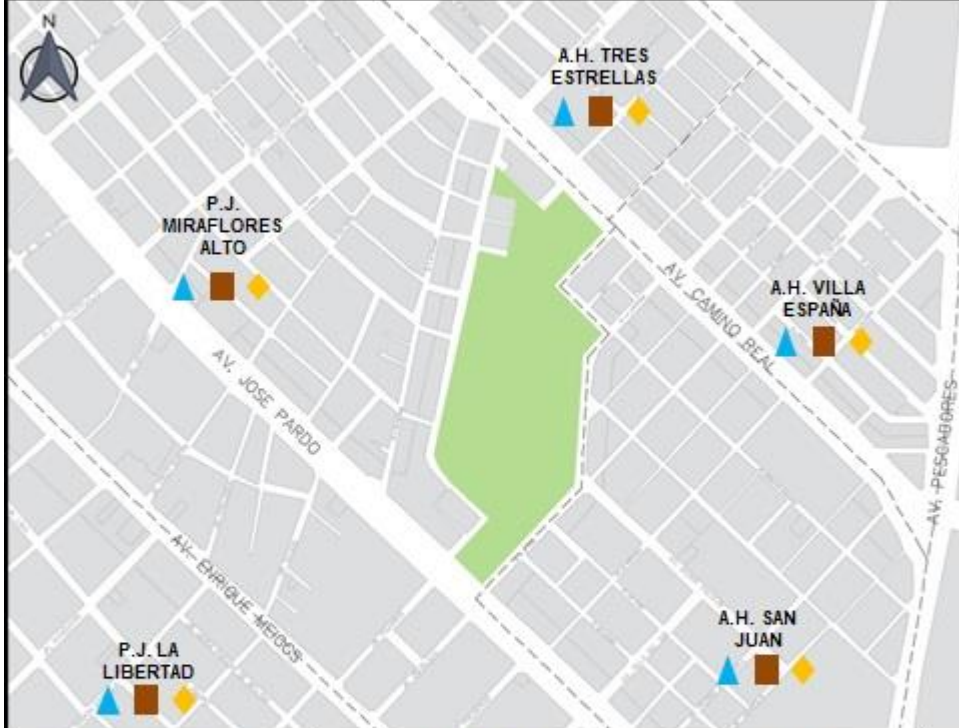 N
A.H. TRES
ESTRELLAS
P.J.
MIRAFLORES
ALTO
AV. CAMINO REAL
A.H. VILLA
ESPAÑA
AV. JOSE PARDO
AV. PESCADORES
AV. ENRIQUE MEIGGS
A.H. SAN
JUAN
P.J. LA
LIBERTAD